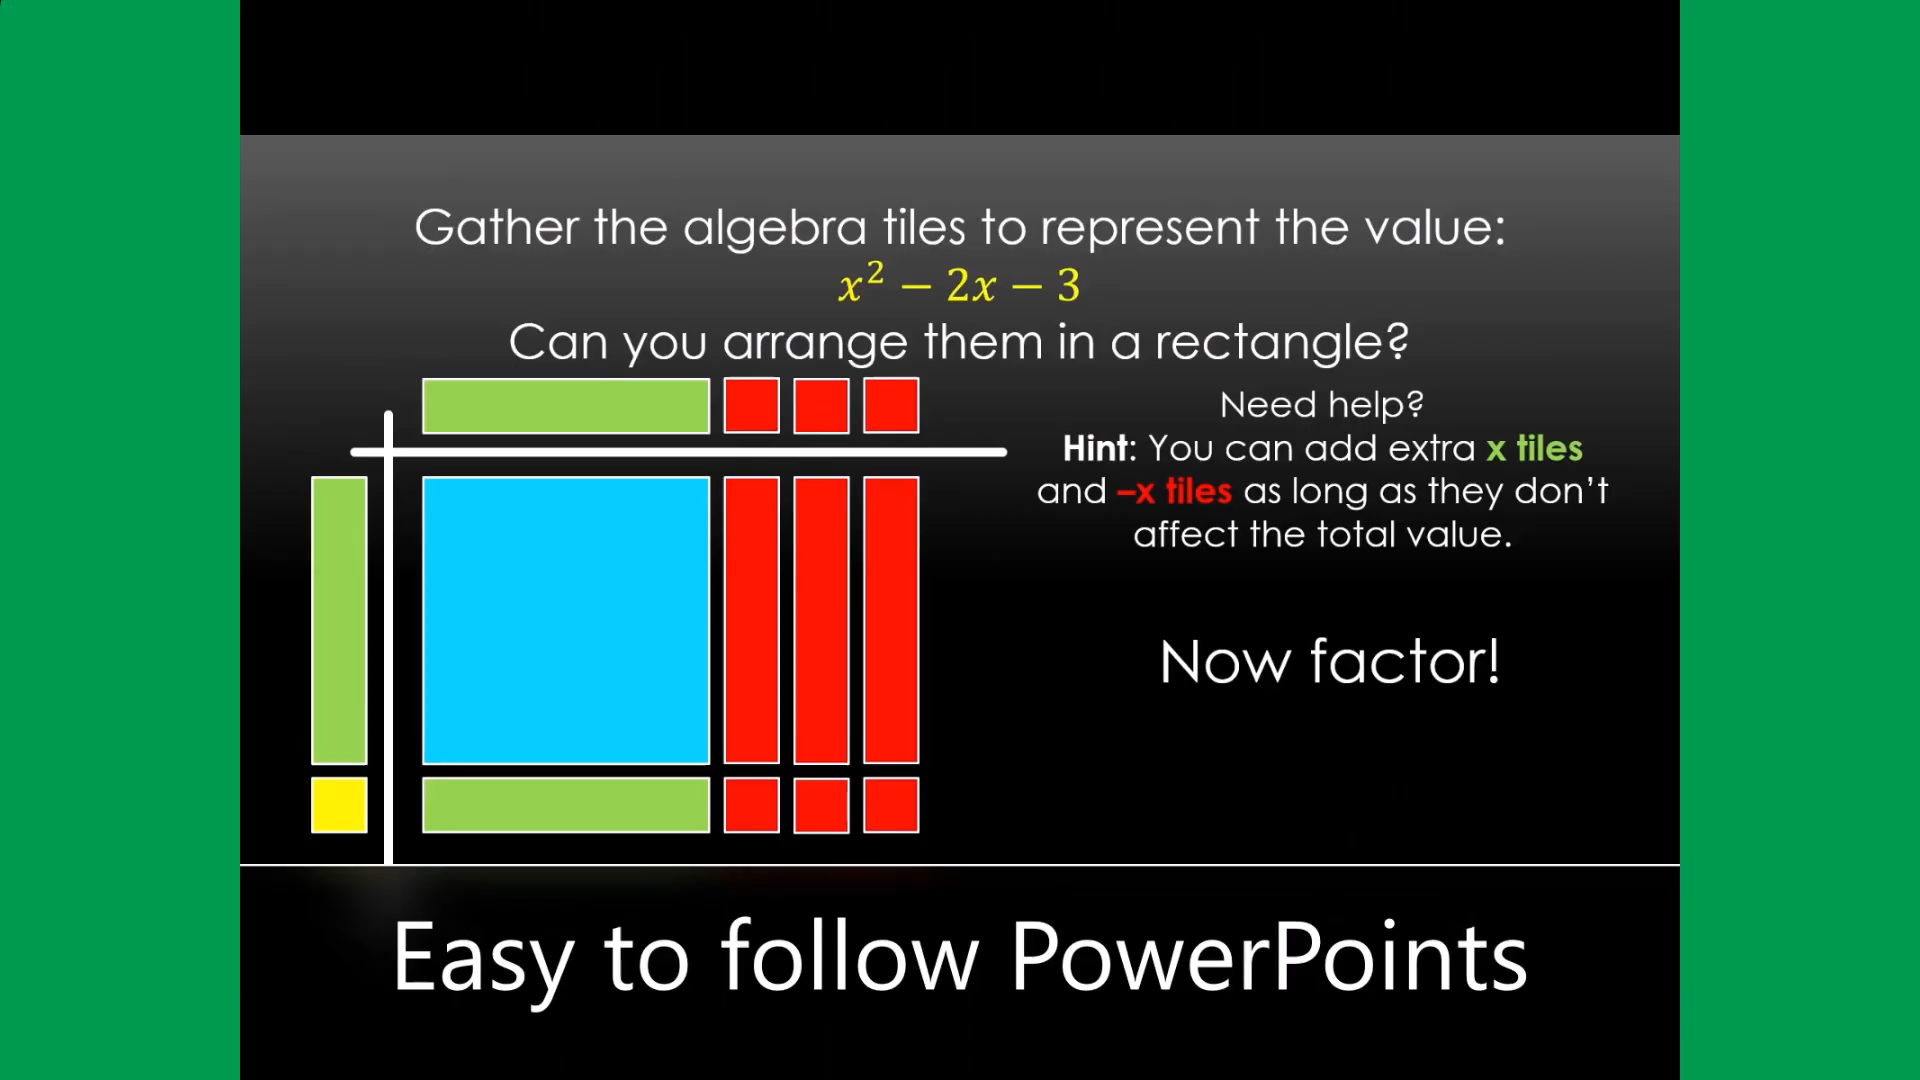 Gather the algebra tiles to represent the value:
x² − 2x − 3
Can you arrange them in a rectangle?
Need help?
Hint: You can add extra x tiles
and –x tiles as long as they don’t
affect the total value.
Now factor!
Easy to follow PowerPoints